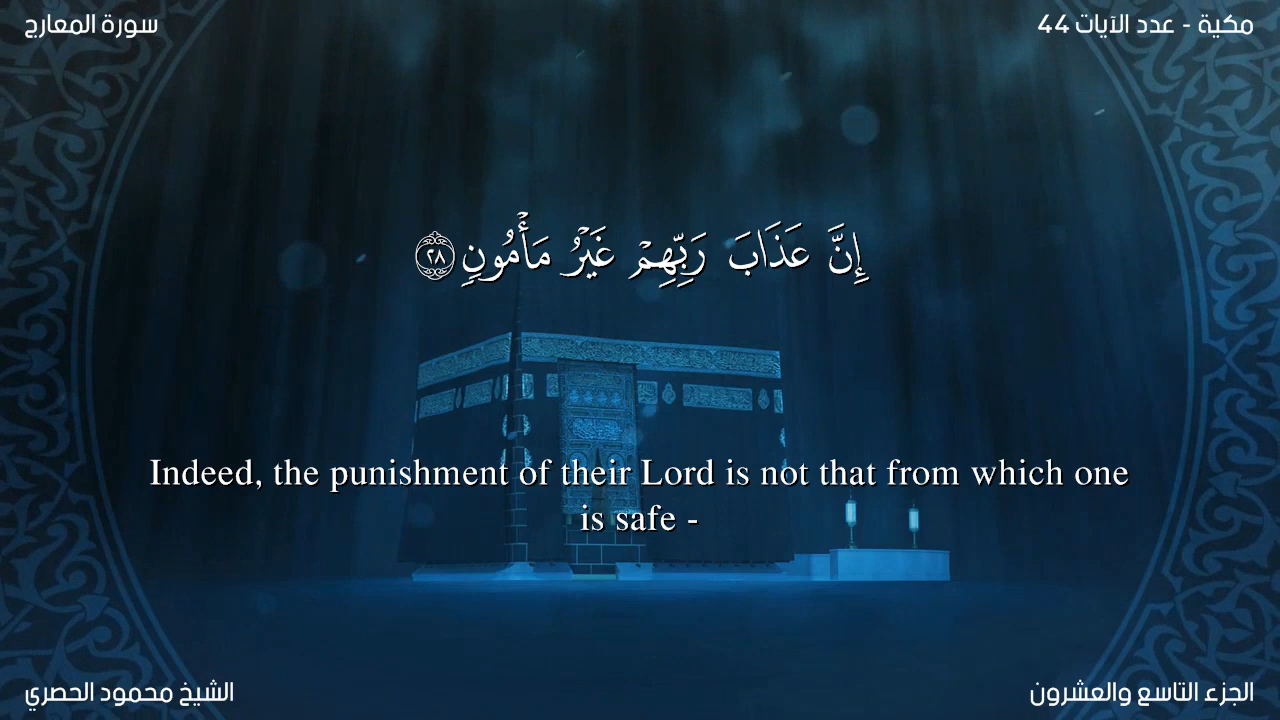 سورة المعارج
مكية - عدد الآيات 44
إِنَّ عَذَابَ رَبِّهِمْ غَيْرُ مَأْمُونٍ ٢٨
Indeed, the punishment of their Lord is not that from which one
is safe -
الشيخ محمود الحصري
الجزء التاسع والعشرون